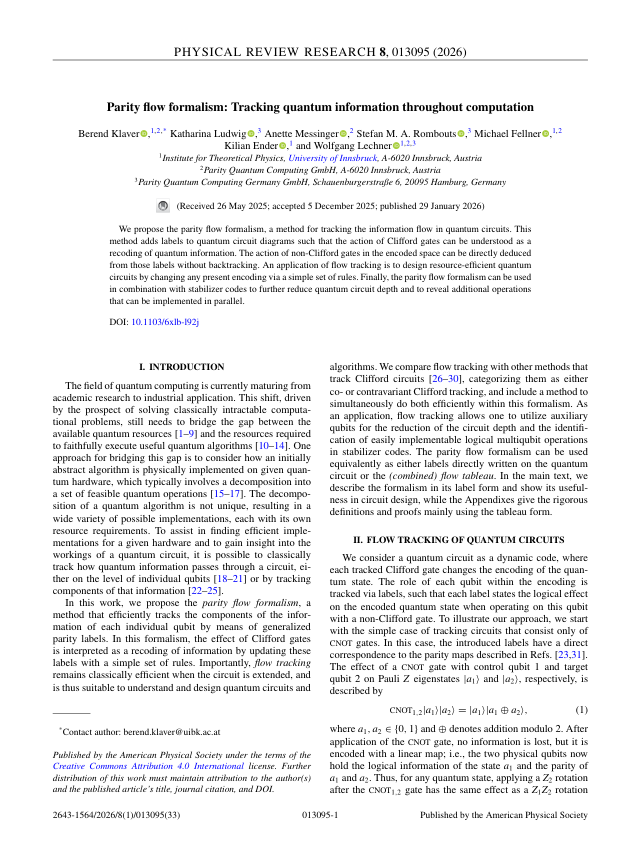 PHYSICAL REVIEW RESEARCH 8, 013095 (2026)
Parity flow formalism: Tracking quantum information throughout computation
Berend Klaver,1,2,* Katharina Ludwig,3 Anette Messinger,2 Stefan M. A. Rombouts,3 Michael Fellner,1,2
Kilian Ender,1 and Wolfgang Lechner1,2,3
1Institute for Theoretical Physics, University of Innsbruck, A-6020 Innsbruck, Austria
2Parity Quantum Computing GmbH, A-6020 Innsbruck, Austria
3Parity Quantum Computing Germany GmbH, Schauenburgerstraße 6, 20095 Hamburg, Germany
(Received 26 May 2025; accepted 5 December 2025; published 29 January 2026)
We propose the parity flow formalism, a method for tracking the information flow in quantum circuits. This
method adds labels to quantum circuit diagrams such that the action of Clifford gates can be understood as a
recoding of quantum information. The action of non-Clifford gates in the encoded space can be directly deduced
from those labels without backtracking. An application of flow tracking is to design resource-efficient quantum
circuits by changing any present encoding via a simple set of rules. Finally, the parity flow formalism can be used
in combination with stabilizer codes to further reduce quantum circuit depth and to reveal additional operations
that can be implemented in parallel.
DOI: 10.1103/6xlb-l92j
I. INTRODUCTION
The field of quantum computing is currently maturing from
academic research to industrial application. This shift, driven
by the prospect of solving classically intractable computa-
tional problems, still needs to bridge the gap between the
available quantum resources [1–9] and the resources required
to faithfully execute useful quantum algorithms [10–14]. One
approach for bridging this gap is to consider how an initially
abstract algorithm is physically implemented on given quan-
tum hardware, which typically involves a decomposition into
a set of feasible quantum operations [15–17]. The decompo-
sition of a quantum algorithm is not unique, resulting in a
wide variety of possible implementations, each with its own
resource requirements. To assist in finding efficient imple-
mentations for a given hardware and to gain insight into the
workings of a quantum circuit, it is possible to classically
track how quantum information passes through a circuit, ei-
ther on the level of individual qubits [18–21] or by tracking
components of that information [22–25].
In this work, we propose the parity flow formalism, a
method that efficiently tracks the components of the infor-
mation of each individual qubit by means of generalized
parity labels. In this formalism, the effect of Clifford gates
is interpreted as a recoding of information by updating these
labels with a simple set of rules. Importantly, flow tracking
remains classically efficient when the circuit is extended, and
is thus suitable to understand and design quantum circuits and
*Contact author: berend.klaver@uibk.ac.at
Published by the American Physical Society under the terms of the
Creative Commons Attribution 4.0 International license. Further
distribution of this work must maintain attribution to the author(s)
and the published article's title, journal citation, and DOI.
algorithms. We compare flow tracking with other methods that
track Clifford circuits [26–30], categorizing them as either
co- or contravariant Clifford tracking, and include a method to
simultaneously do both efficiently within this formalism. As
an application, flow tracking allows one to utilize auxiliary
qubits for the reduction of the circuit depth and the identifi-
cation of easily implementable logical multiqubit operations
in stabilizer codes. The parity flow formalism can be used
equivalently as either labels directly written on the quantum
circuit or the (combined) flow tableau. In the main text, we
describe the formalism in its label form and show its useful-
ness in circuit design, while the Appendixes give the rigorous
definitions and proofs mainly using the tableau form.
II. FLOW TRACKING OF QUANTUM CIRCUITS
We consider a quantum circuit as a dynamic code, where
each tracked Clifford gate changes the encoding of the quan-
tum state. The role of each qubit within the encoding is
tracked via labels, such that each label states the logical effect
on the encoded quantum state when operating on this qubit
with a non-Clifford gate. To illustrate our approach, we start
with the simple case of tracking circuits that consist only of
CNOT gates. In this case, the introduced labels have a direct
correspondence to the parity maps described in Refs. [23,31].
The effect of a CNOT gate with control qubit 1 and target
qubit 2 on Pauli Z eigenstates |a1⟩ and |a2⟩, respectively, is
described by
CNOT1,2|a1⟩|a2⟩ = |a1⟩|a1 ⊕ a2⟩, (1)
where a1, a2 ∈ {0, 1} and ⊕ denotes addition modulo 2. After
application of the CNOT gate, no information is lost, but it is
encoded with a linear map; i.e., the two physical qubits now
hold the logical information of the state a1 and the parity of
a1 and a2. Thus, for any quantum state, applying a Z2 rotation
after the CNOT1,2 gate has the same effect as a Z1Z2 rotation
2643-1564/2026/8(1)/013095(33)
013095-1
Published by the American Physical Society